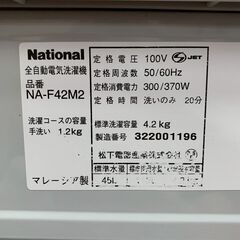 National
全自動電気洗濯機
品番
NA-F42M2
洗濯コースの容量
手洗い 1.2kg
マレーシア製
定格電圧 100V JET
定格周波数 50/60Hz
定格消費電力 300/370W
定格時間 洗いのみ 20分
標準洗濯容量 4.2kg
製造番号 322001196
松下電器産業株式会社
標準水量 標準
45L